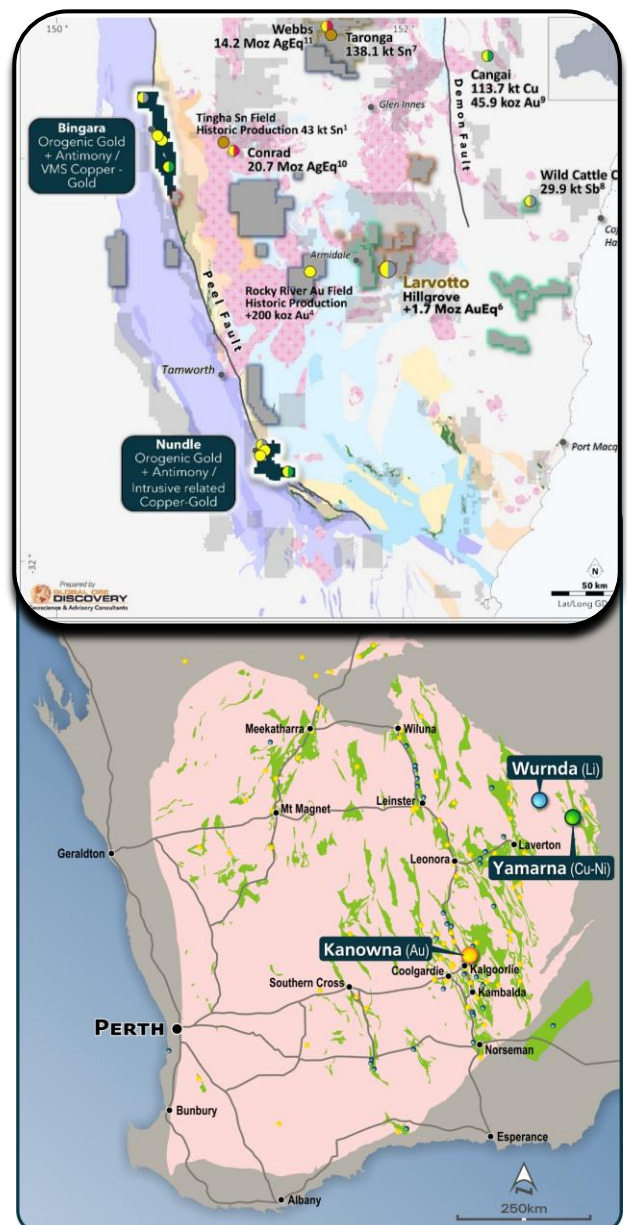 150°
152°
Webbs
14.2 Moz AgEq¹¹
Taronga
138.1 kt Sn⁷
Cangai
113.7 kt Cu
45.9 koz Au⁹
Glen Innes
Demon Fault
Bingara
Orogenic Gold
+ Antimony /
VMS Copper -
Gold
Tingha Sn Field
Historic Production 43 kt Sn¹
Conrad
20.7 Moz AgEq¹⁰
Wild Cattle C
29.9 kt Sb⁸
Armidale
Larvotto
Hillgrove
+1.7 Moz AuEq⁶
Rocky River Au Field
Historic Production
+200 koz Au⁴
Peel Fault
Tamworth
Nundle
Orogenic Gold
+ Antimony /
Intrusive related
Copper-Gold
Port Macq
-32°
Prepared by
GLOBAL ORE
DISCOVERY
Geoscience & Advisory Consultants
N
50 km
Lat/Long GD
Meekatharra
Wiluna
Wurnda (Li)
Leinster
Mt Magnet
Laverton
Geraldton
Leonora
Yamarna (Cu-Ni)
Kanowna (Au)
Kalgoorlie
Coolgardie
Southern Cross
Kambalda
PERTH
Norseman
Bunbury
Esperance
Albany
N
250km